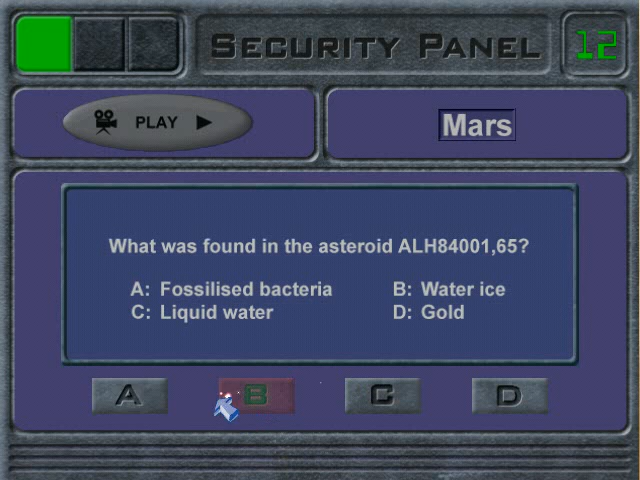 SECURITY PANEL
12
PLAY
Mars
What was found in the asteroid ALH84001,65?
A: Fossilised bacteria
B: Water ice
C: Liquid water
D: Gold
A
B
C
D